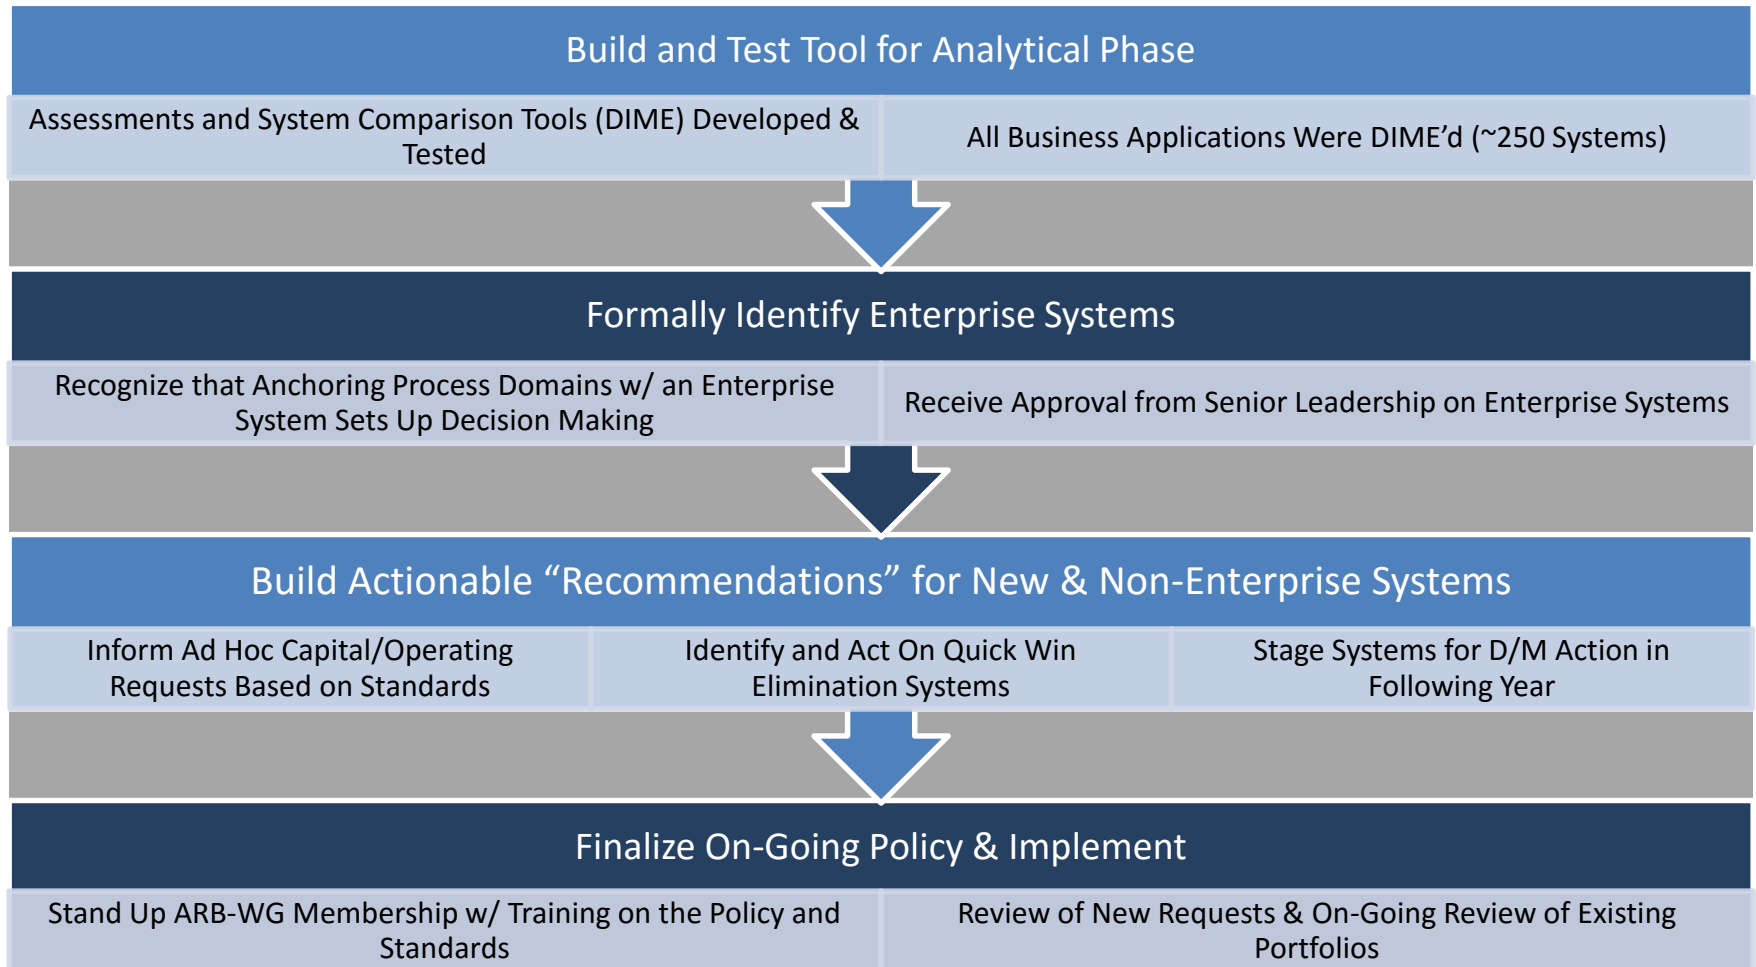 Build and Test Tool for Analytical Phase
Assessments and System Comparison Tools (DIME) Developed &
Tested
All Business Applications Were DIME’d (~250 Systems)
Formally Identify Enterprise Systems
Recognize that Anchoring Process Domains w/ an Enterprise
System Sets Up Decision Making
Receive Approval from Senior Leadership on Enterprise Systems
Build Actionable “Recommendations” for New & Non-Enterprise Systems
Inform Ad Hoc Capital/Operating
Requests Based on Standards
Identify and Act On Quick Win
Elimination Systems
Stage Systems for D/M Action in
Following Year
Finalize On-Going Policy & Implement
Stand Up ARB-WG Membership w/ Training on the Policy and
Standards
Review of New Requests & On-Going Review of Existing
Portfolios